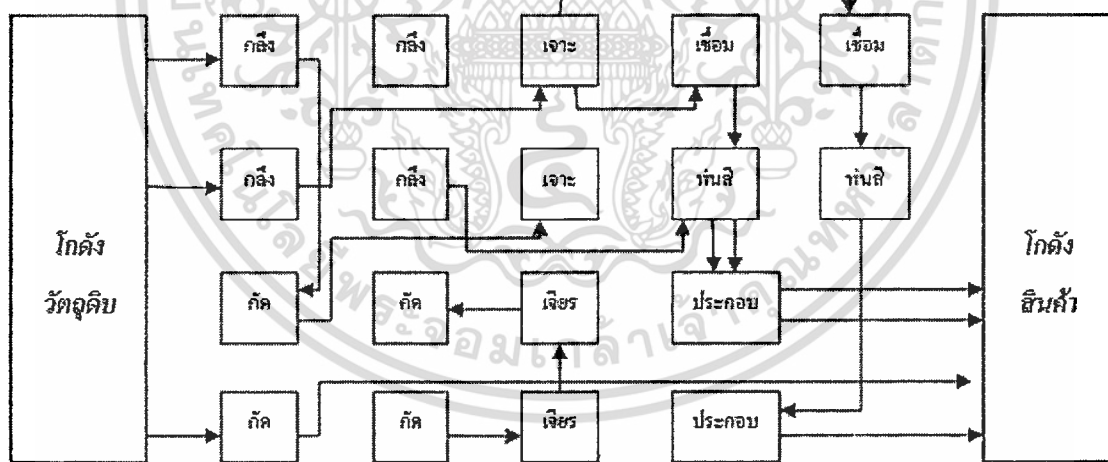 กลึง กลึง เจาะ เชื่อม เชื่อม
กลึง กลึง เจาะ พ่นสี พ่นสี
โกดัง
วัตถุดิบ
โกดัง
สินค้า
กัด กัด เจียร ประกอบ
กัด กัด เจียร ประกอบ